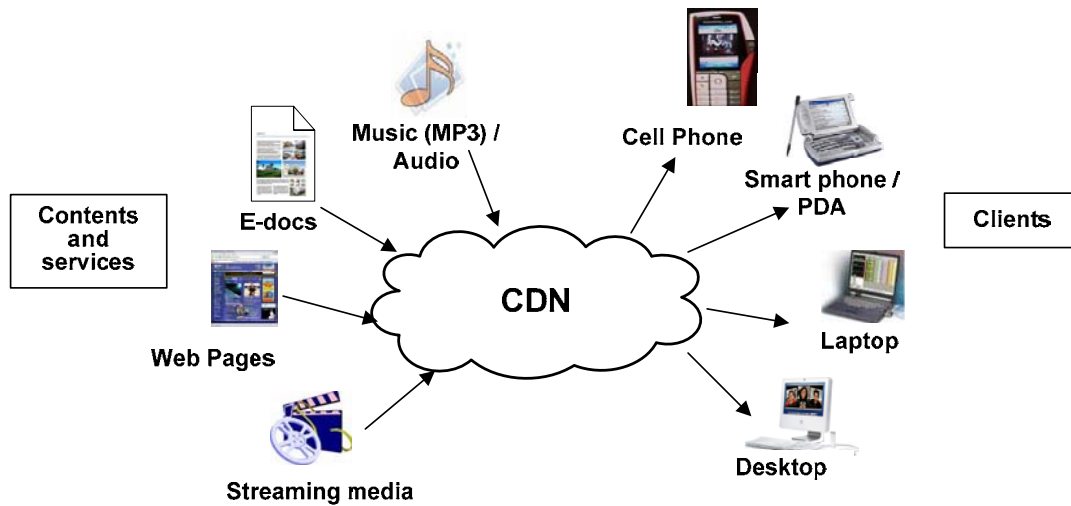 Music (MP3) /
Audio
E-docs
Contents
and
services
Web Pages
Streaming media
CDN
Cell Phone
Smart phone /
PDA
Clients
Laptop
Desktop